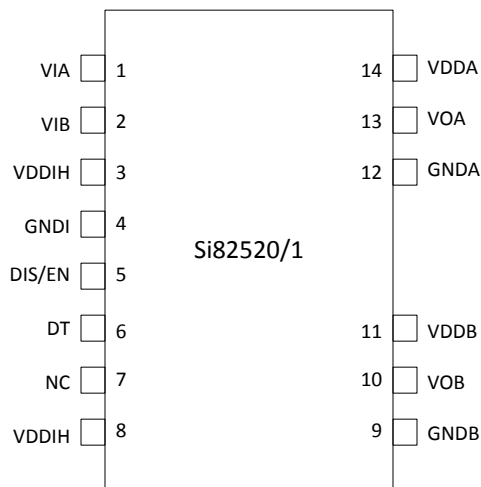 VIA 1 14 VDDA
VIB 2 13 VOA
VDDIH 3 12 GNDA
GNDI 4
Si82520/1
DIS/EN 5
DT 6 11 VDDB
NC 7 10 VOB
VDDIH 8 9 GNDB